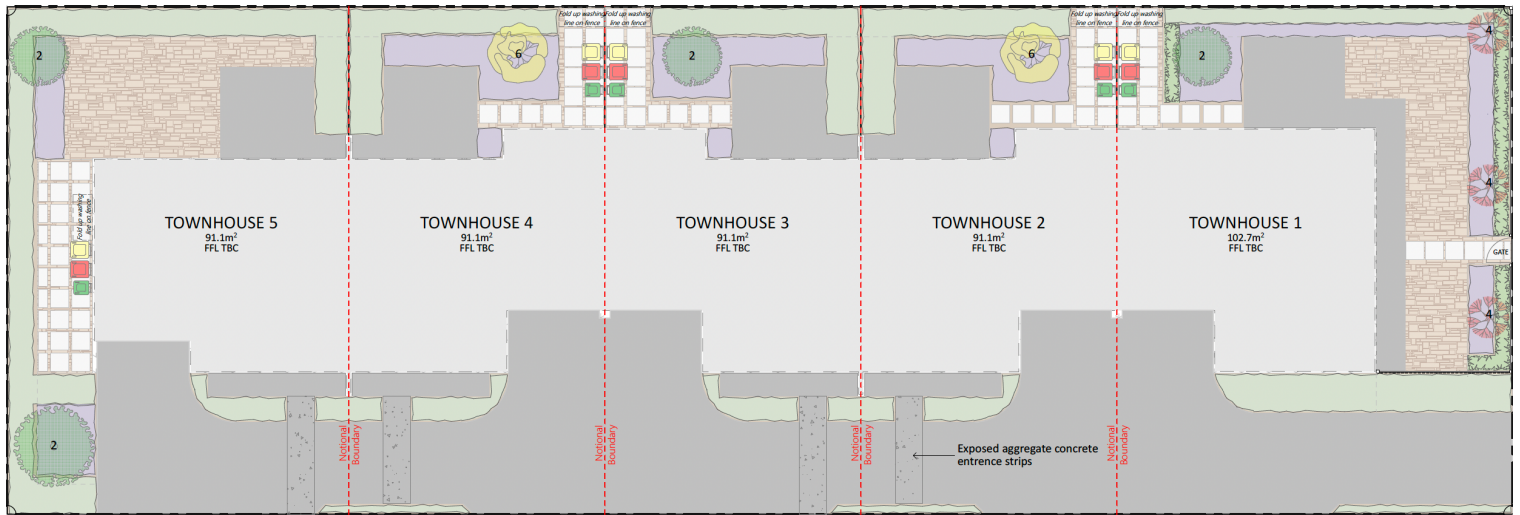 Fold up washing
line on fence
Fold up washing
line on fence
Fold up washing
line on fence
Fold up washing
line on fence
2
6
2
6
2
4
4
4
2
Fold up washing
line on fence
TOWNHOUSE 5
91.1m²
FFL TBC
TOWNHOUSE 4
91.1m²
FFL TBC
TOWNHOUSE 3
91.1m²
FFL TBC
TOWNHOUSE 2
91.1m²
FFL TBC
TOWNHOUSE 1
102.7m²
FFL TBC
GATE
Notional
Boundary
Notional
Boundary
Notional
Boundary
Notional
Boundary
Exposed aggregate concrete
entrence strips